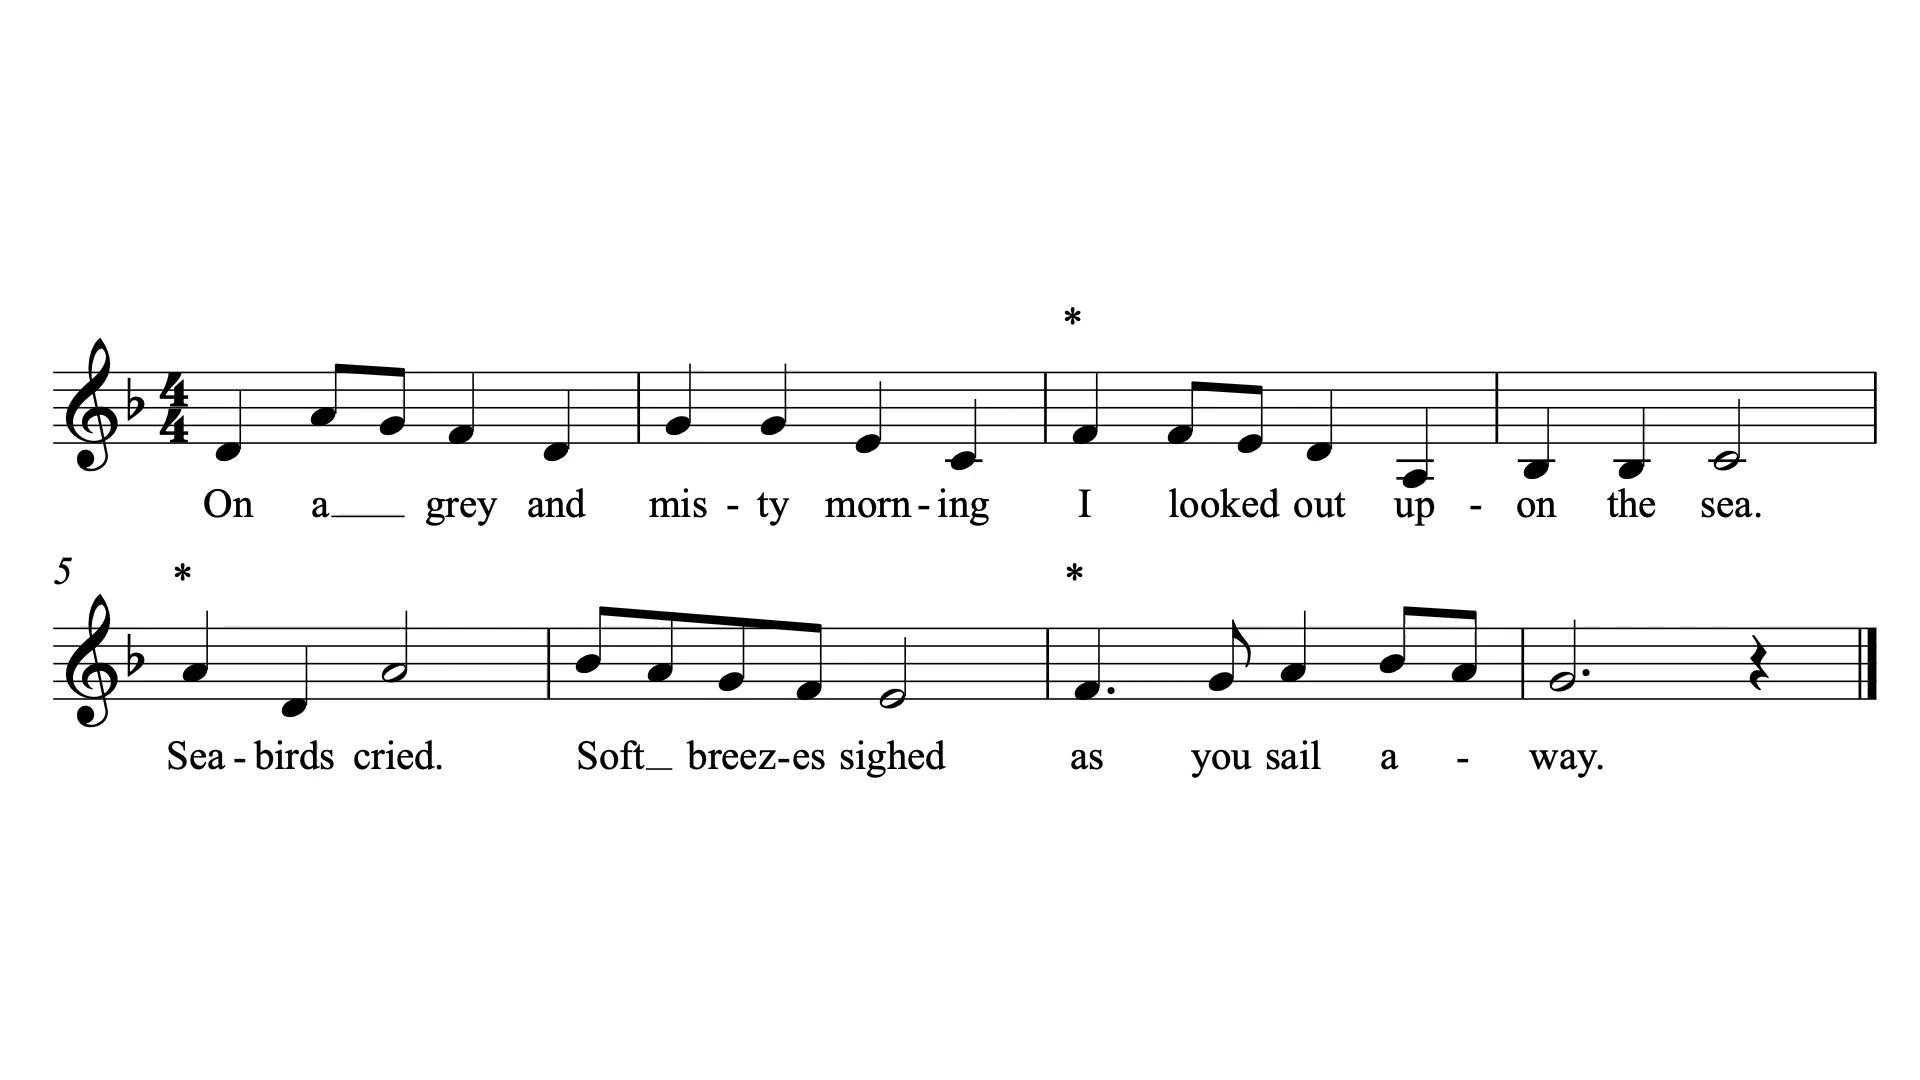 *
On a grey and mis - ty morn - ing I looked out up - on the sea.
5 * *
Sea - birds cried. Soft breez-es sighed as you sail a - way.